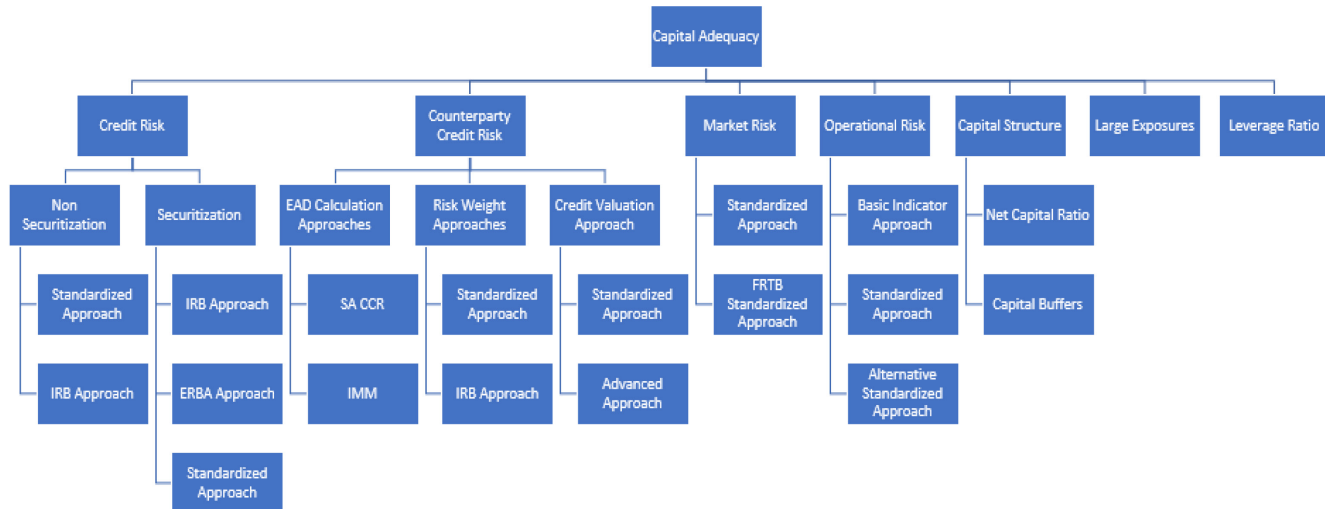 Capital Adequacy
Credit Risk
Counterparty
Credit Risk
Market Risk
Operational Risk
Capital Structure
Large Exposures
Leverage Ratio
Non
Securitization
Securitization
EAD Calculation
Approaches
Risk Weight
Approaches
Credit Valuation
Approach
Standardized
Approach
Basic Indicator
Approach
Net Capital Ratio
Standardized
Approach
IRB Approach
SA CCR
Standardized
Approach
Standardized
Approach
FRTB
Standardized
Approach
Standardized
Approach
Capital Buffers
IRB Approach
ERBA Approach
IMM
IRB Approach
Advanced
Approach
Alternative
Standardized
Approach
Standardized
Approach